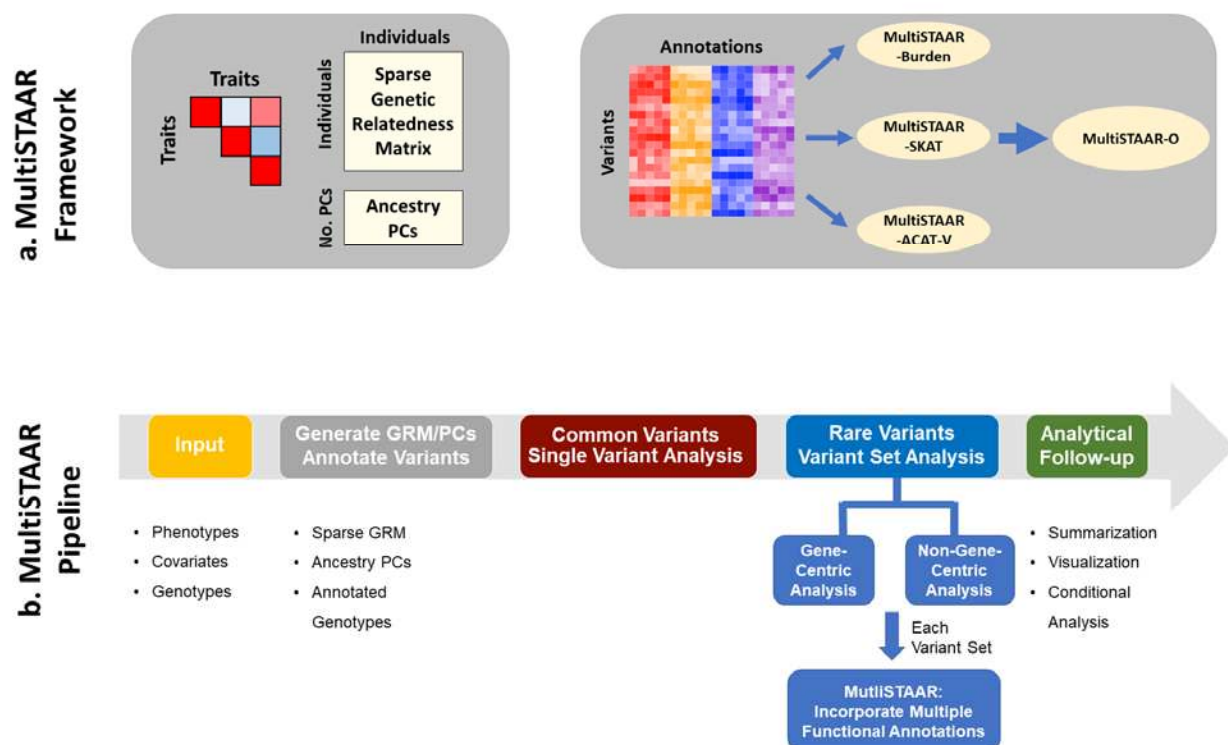 a. MultiSTAAR
Framework
Traits
Traits
Individuals
Individuals
Sparse
Genetic
Relatedness
Matrix
No. PCs
Ancestry
PCs
Annotations
Variants
MultiSTAAR
-Burden
MultiSTAAR
-SKAT
MultiSTAAR
-ACAT-V
MultiSTAAR-O
b. MultiSTAAR
Pipeline
Input
Generate GRM/PCs
Annotate Variants
Common Variants
Single Variant Analysis
Rare Variants
Variant Set Analysis
Analytical
Follow-up
• Phenotypes
• Covariates
• Genotypes
• Sparse GRM
• Ancestry PCs
• Annotated
Genotypes
Gene-
Centric
Analysis
Non-Gene-
Centric
Analysis
• Summarization
• Visualization
• Conditional
Analysis
Each
Variant Set
MutliSTAAR:
Incorporate Multiple
Functional Annotations